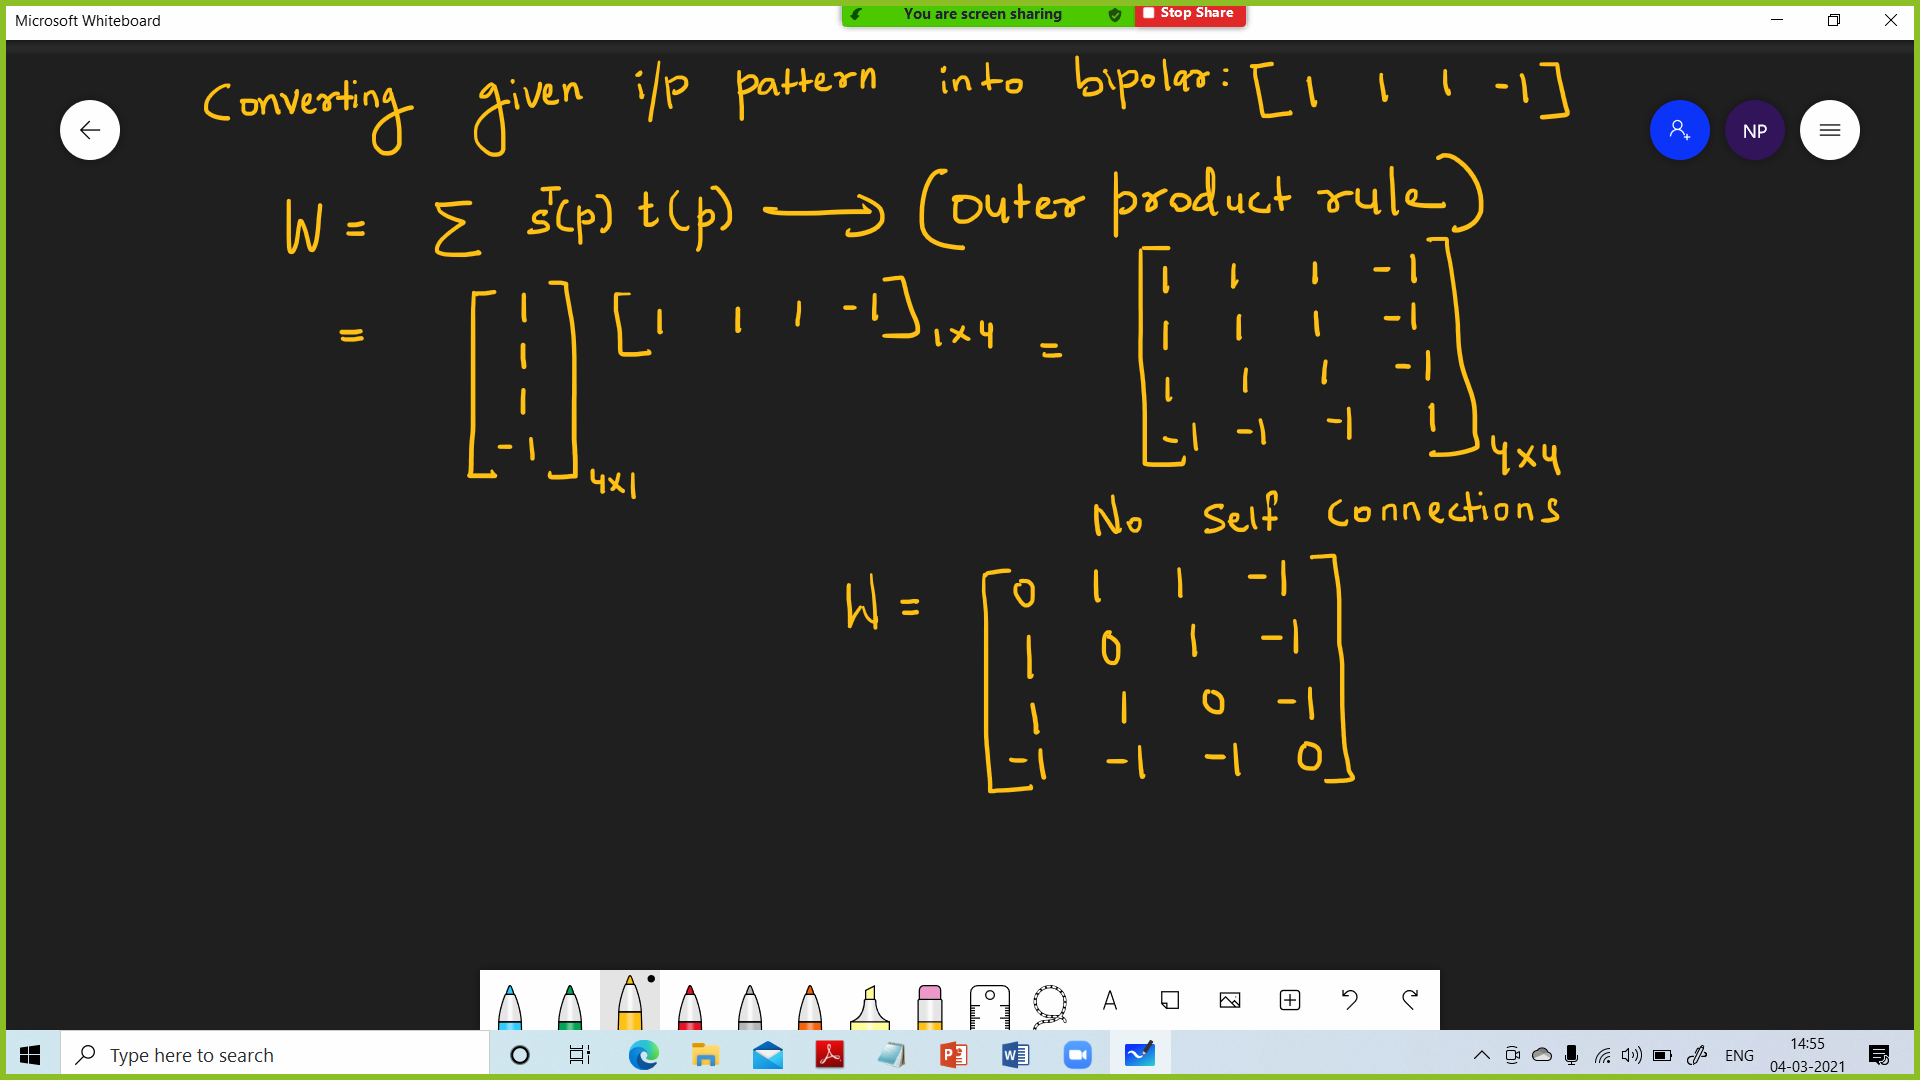 Microsoft Whiteboard
You are screen sharing
Stop Share
Converting given i/p pattern into bipolar: [1 1 1 -1]
NP
W = ∑ sᵀ(p) t(p) → (outer product rule)
= [1 1 1 -1] 4x1 [1 1 1 -1] 1x4 = [1 1 1 -1
1 1 1 -1
1 1 1 -1
-1 -1 -1 1] 4x4
No self connections
W = [0 1 1 -1
1 0 1 -1
1 1 0 -1
-1 -1 -1 0]
Type here to search
ENG
14:55
04-03-2021